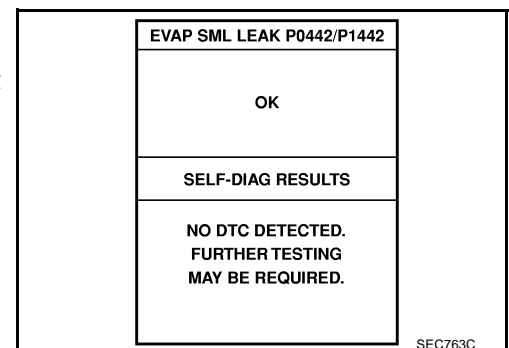 EVAP SML LEAK P0442/P1442
OK
SELF-DIAG RESULTS
NO DTC DETECTED.
FURTHER TESTING
MAY BE REQUIRED.
SEC763C